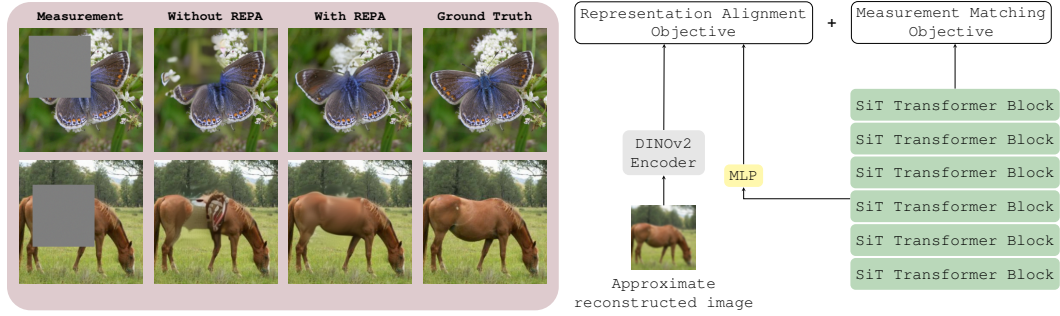 Measurement
Without REPA
With REPA
Ground Truth
Representation Alignment
Objective
+
Measurement Matching
Objective
DINOv2
Encoder
MLP
Approximate
reconstructed image
SiT Transformer Block
SiT Transformer Block
SiT Transformer Block
SiT Transformer Block
SiT Transformer Block
SiT Transformer Block